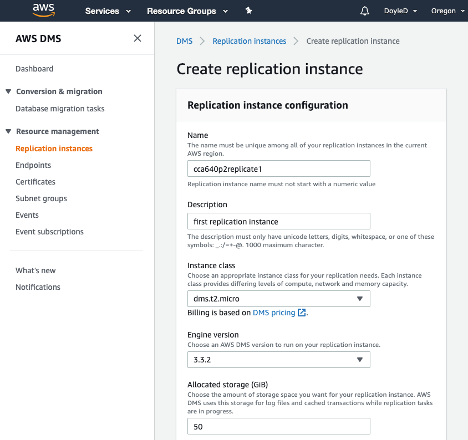 aws
Services
Resource Groups
DoyleD
Oregon
AWS DMS
DMS
Replication instances
Create replication instance
Dashboard
Conversion & migration
Database migration tasks
Resource management
Replication instances
Endpoints
Certificates
Subnet groups
Events
Event subscriptions
What's new
Notifications
Create replication instance
Replication instance configuration
Name
The name must be unique among all of your replication instances in the current
AWS region.
cca640p2replicate1
Replication instance name must not start with a numeric value
Description
first replication instance
The description must only have unicode letters, digits, whitespace, or one of these
symbols: _.:/=+-@. 1000 maximum character.
Instance class
Choose an appropriate instance class for your replication needs. Each instance
class provides differing levels of compute, network and memory capacity.
dms.t2.micro
Billing is based on DMS pricing .
Engine version
Choose an AWS DMS version to run on your replication instance.
3.3.2
Allocated storage (GiB)
Choose the amount of storage space you want for your replication instance. AWS
DMS uses this storage for log files and cached transactions while replication tasks
are in progress.
50